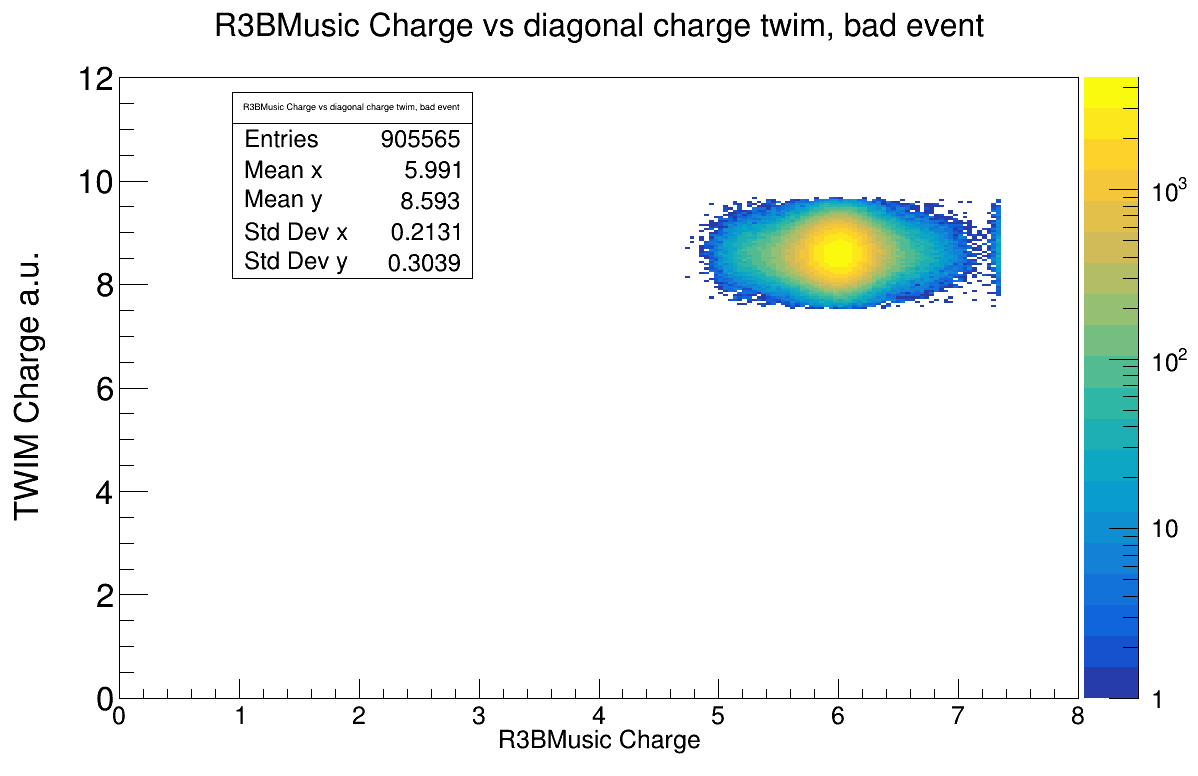 R3BMusic Charge vs diagonal charge twim, bad event
R3BMusic Charge vs diagonal charge twim, bad event
Entries 905565
Mean x 5.991
Mean y 8.593
Std Dev x 0.2131
Std Dev y 0.3039
TWIM Charge a.u.
12
10
8
6
4
2
0
0 1 2 3 4 5 6 7 8
R3BMusic Charge
10³
10²
10
1